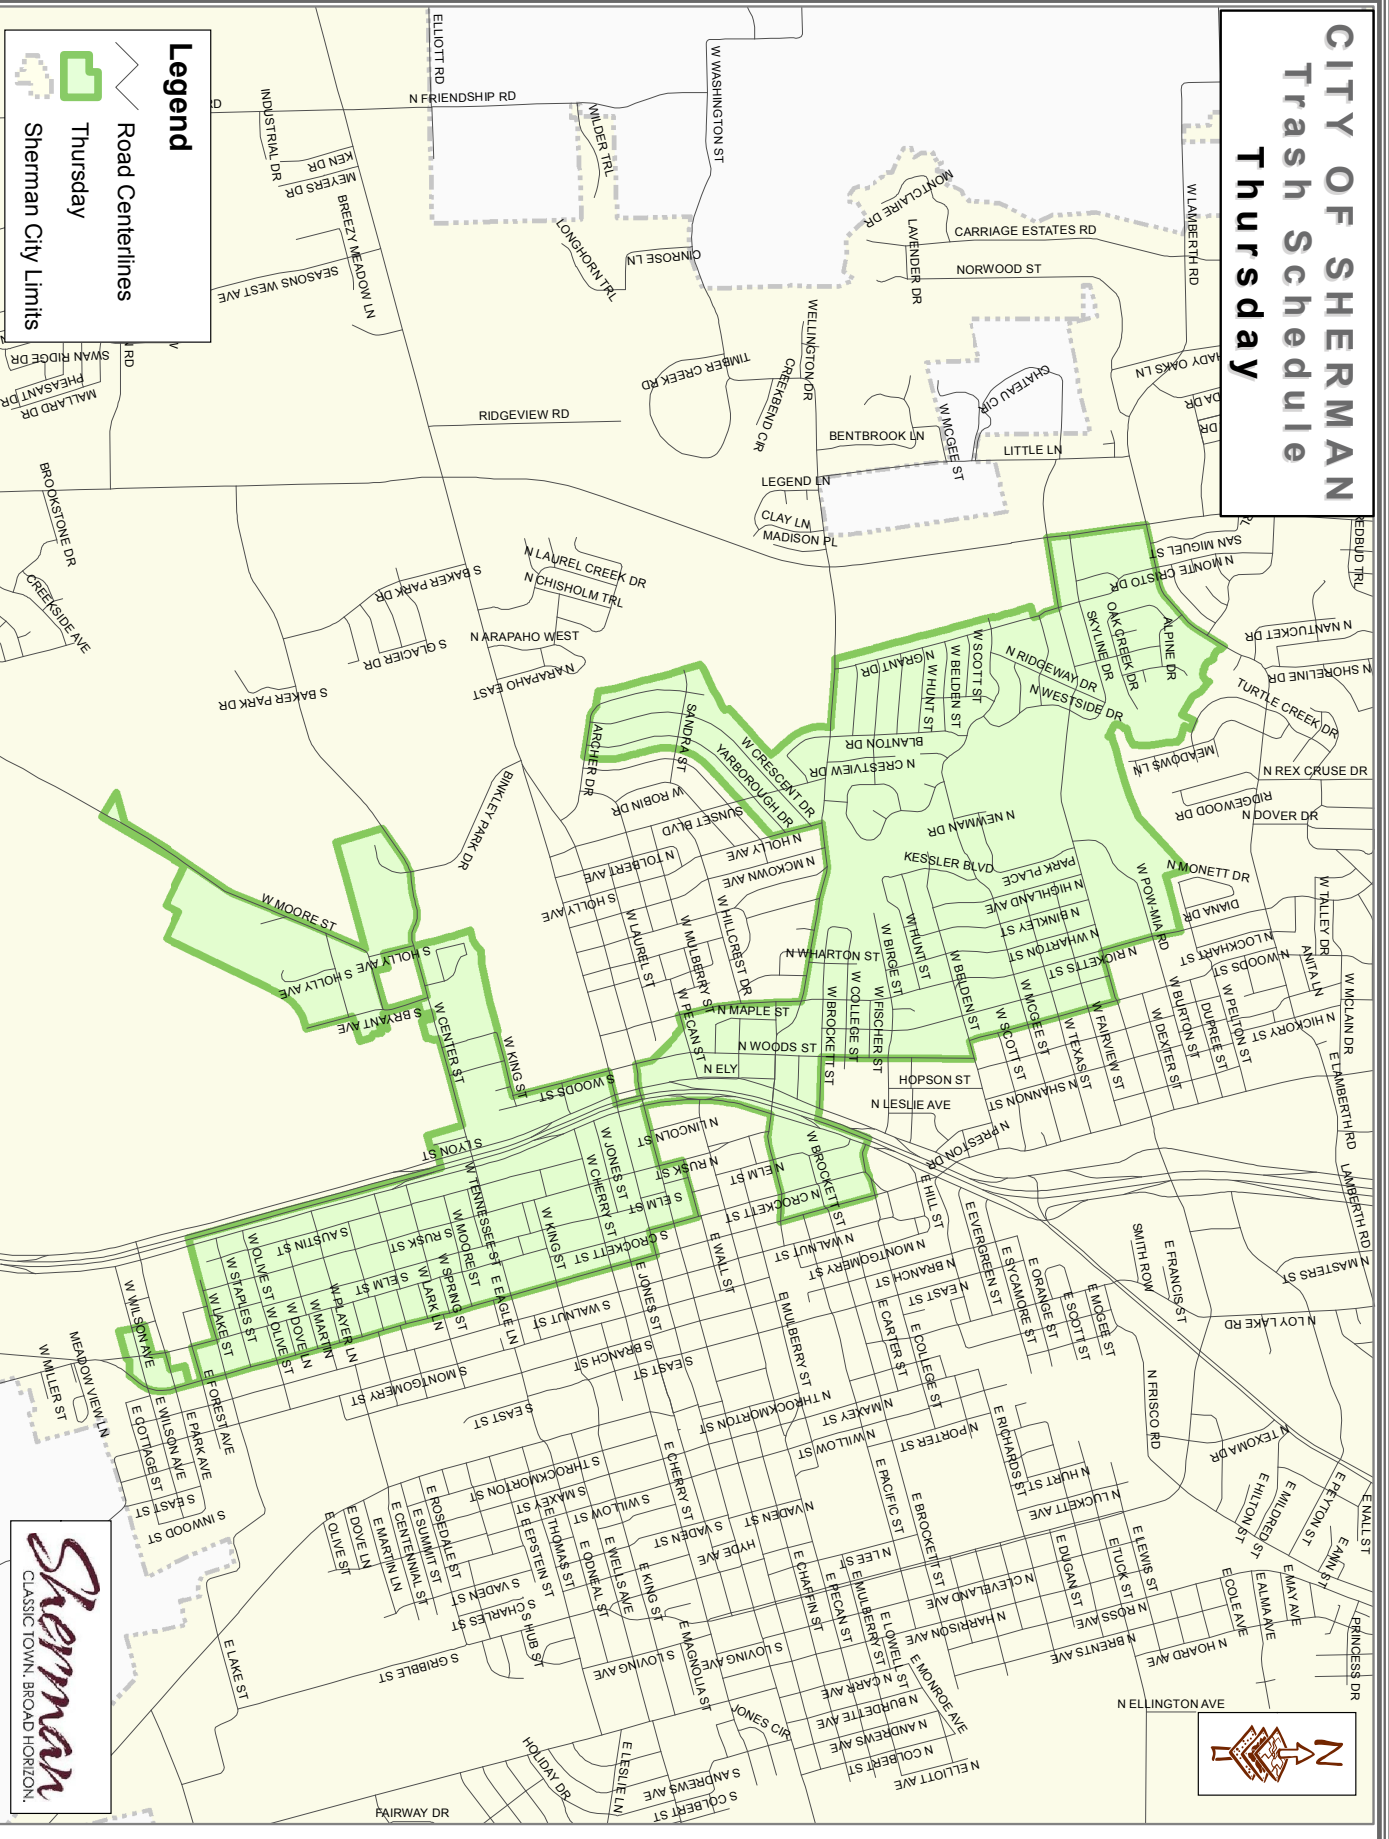 CITY OF SHERMAN
Trash Schedule
Thursday
Legend
Road Centerlines
Thursday
Sherman City Limits
ELLIOTT RD
N FRIENDSHIP RD
W WASHINGTON ST
WILDER TRL
INDUSTRIAL DR
KEN DR
MEYERS DR
BREEZY MEADOW LN
SEASONS WEST AVE
LONGHORN TRL
CINROSE LN
MONTCLAIRE DR
LAVENDER DR
CARRIAGE ESTATES RD
NORWOOD ST
W LAMBERTH RD
SWAN RIDGE DR
PHEASANT DR
MALLARD DR
RIDGEVIEW RD
TIMBER CREEK RD
WELLINGTON DR
CREEKBEND CIR
BENTBROOK LN
W MCGEE ST
CHATEAU CIR
LITTLE LN
LEGEND LN
CLAY LN
MADISON PL
BROOKSTONE DR
CREEKSIDE AVE
S BAKER PARK DR
S GLACIER DR
S BAKER PARK DR
N LAUREL CREEK DR
N CHISHOLM TRL
N ARAPAHO WEST
N ARAPAHO EAST
SAN MIGUEL ST
N MONTE CRISTO DR
OAK CREEK DR
SKYLINE DR
ALPINE DR
N NANTUCKET DR
N SHORELINE DR
TURTLE CREEK DR
MEADOWS LN
N REX CRUSE DR
RIDGEWOOD DR
N DOVER DR
N GRANT DR
W HUNT ST
W BELDEN ST
W SCOTT ST
N RIDGEWAY DR
N WESTSIDE DR
BLANTON DR
N CRESTVIEW DR
N NEWMAN DR
KESSLER BLVD
PARK PLACE
N HIGHLAND AVE
N BINKLEY ST
N WHARTON ST
N RICKETTS ST
W POW-MIA RD
N MONETT DR
DIANA DR
N LOCKHART ST
N WOODS ST
ANITA LN
W TALLEY DR
W MCLAIN DR
N HICKORY ST
E LAMBERTH RD
LAMBERTH RD
ARCHER DR
SANDRA ST
W CRESCENT DR
YARBOROUGH DR
W ROBIN DR
SUNSET BLVD
N HOLLY AVE
N TOLBERT AVE
N MCKOWN AVE
S HOLLY AVE
W HILLCREST DR
W LAUREL ST
W MULBERRY ST
W PECAN ST
BINKLEY PARK DR
W MOORE ST
S HOLLY AVE
S HOLLY AVE
S BRYANT AVE
W CENTER ST
W KING ST
S WOODS ST
S LYON ST
N WHARTON ST
N MAPLE ST
N WOODS ST
N ELY
W BROCKETT ST
W COLLEGE ST
W FISCHER ST
W BIRGE ST
W HUNT ST
W BELDEN ST
W SCOTT ST
W MCGEE ST
W TEXAS ST
W FAIRVIEW ST
W DEXTER ST
W BURTON ST
DUPREE ST
W PELTON ST
HOPSON ST
N LESLIE AVE
N SHANNON ST
N PRESTON DR
N LINCOLN ST
N RUSK ST
N ELM ST
N CROCKETT ST
W BROCKETT ST
W JONES ST
W CHERRY ST
S ELM ST
S CROCKETT ST
W TENNESSEE ST
W MOORE ST
W KING ST
S RUSK ST
S AUSTIN ST
W OLIVE ST
W STAPLES ST
W LAKE ST
W OLIVE ST
W DOVE LN
W MARTIN
W PLAYER LN
S ELM ST
W LARK LN
W SPRING ST
E EAGLE LN
S WALNUT ST
S MONTGOMERY ST
S BRANCH ST
S EAST ST
S EAST ST
E JONES ST
E WALL ST
N WALNUT ST
N MONTGOMERY ST
N BRANCH ST
N EAST ST
E HILL ST
E EVERGREEN ST
E SYCAMORE ST
E ORANGE ST
E SCOTT ST
E MOGEE ST
SMITH ROW
E FRANCIS ST
N LOY LAKE RD
N MASTERS ST
N FRISCO RD
N TEXOMA DR
E HILTON ST
E MILDRED ST
E PEYTON ST
E ANN ST
E NALL ST
W WILSON AVE
MEADOW VIEW LN
W MILLER ST
E FOREST AVE
E PARK AVE
E WILSON AVE
E COTTAGE ST
S EAST ST
S INWOOD ST
E LAKE ST
E MULBERRY ST
E CARTER ST
E COLLEGE ST
N THROCKMORTON ST
N MAXEY ST
N WILLOW ST
N PORTER ST
E RICHARDS ST
N HURT ST
N LUCKETT AVE
S THROCKMORTON ST
S MAXEY ST
S WILLOW ST
S VADEN ST
N VADEN ST
HYDE AVE
E CHERRY ST
E PACIFIC ST
E BROCKETT ST
N LEE ST
N CLEVELAND AVE
N HARRISON AVE
E DUGAN ST
E TUCK ST
E LEWIS ST
N ROSS AVE
N BRENTS AVE
N HOARD AVE
E COLE AVE
E ALMA AVE
E MAY AVE
PRINCESS DR
N ELLINGTON AVE
E OLIVE ST
E DOVE LN
E MARTIN LN
E CENTENNIAL ST
E SUMMIT ST
E ROSEDALE ST
S VADEN ST
S CHARLES ST
S HUB ST
E EPSTEIN ST
E THOMAS ST
E ODNEAL ST
E WELLS AVE
E KING ST
S GRIBBLE ST
S LOVING AVE
S LOVING AVE
E MAGNOLIA ST
E CHAFFIN ST
E PECAN ST
E MULBERRY ST
E LOWELL ST
E MONROE AVE
N CARR AVE
N BURDETTE AVE
N ANDREWS AVE
N COLBERT ST
N ELLIOTT AVE
JONES CIR
S ANDREWS AVE
S COLBERT ST
E LESLIE LN
HOLIDAY DR
FAIRWAY DR
N
Sherman
CLASSIC TOWN. BROAD HORIZON.